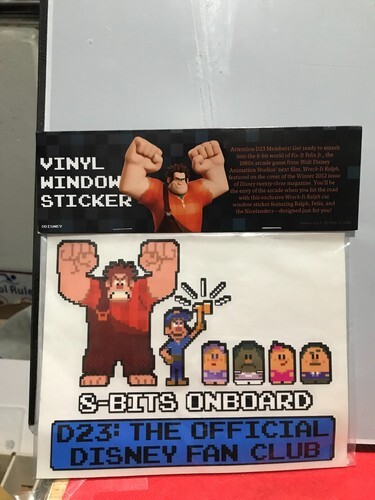 VINYL
WINDOW
STICKER
©DISNEY
Attention D23 Members! Get ready to smash
into the 8-bit world of Fix-It Felix Jr., the
1980s arcade game from Walt Disney
Animation Studios' next film, Wreck-It Ralph,
featured on the cover of the Winter 2012 issue
of Disney twenty-three magazine. You'll be
the envy of the arcade when you hit the road
with this exclusive Wreck-It Ralph car
window sticker featuring Ralph, Felix, and
the Nicelanders—designed just for you!
8-BITS ONBOARD
D23: THE OFFICIAL
DISNEY FAN CLUB